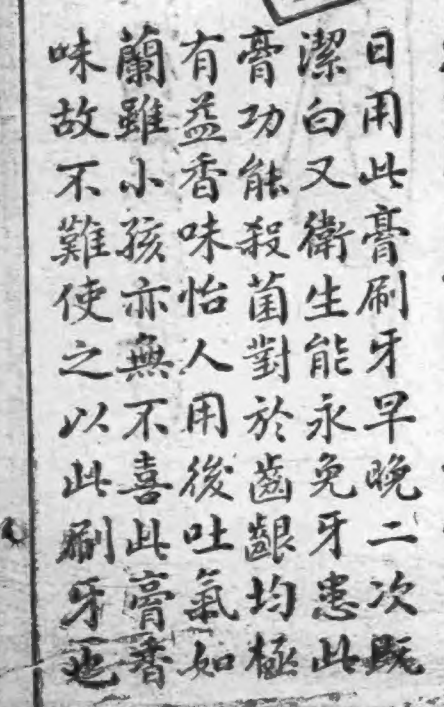 日用此膏刷牙早晚二次既
潔白又衛生能永免牙患此
膏功能殺菌對於齒齦均極
有益香味怡人用後吐氣如
蘭雖小孩亦無不喜此膏香
味故不難使之以此刷牙也